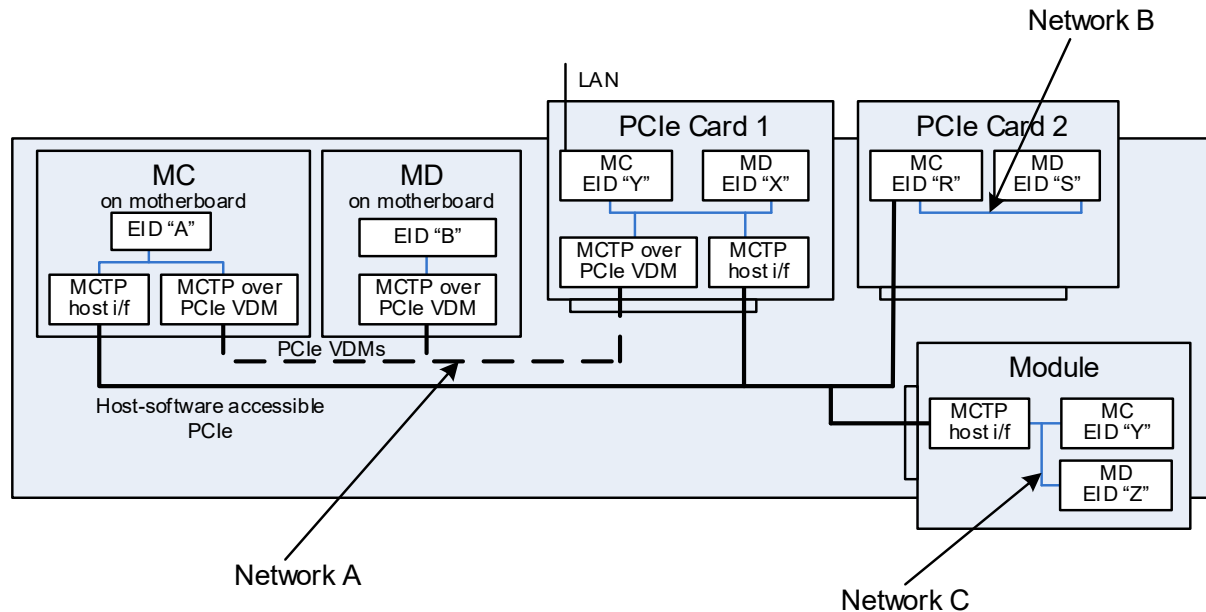 Network B
LAN
PCIe Card 1
PCIe Card 2
MC
on motherboard
EID “A”
MCTP
host i/f
MCTP over
PCIe VDM
MD
on motherboard
EID “B”
MCTP over
PCIe VDM
MC
EID “Y”
MD
EID “X”
MCTP over
PCIe VDM
MCTP
host i/f
MC
EID “R”
MD
EID “S”
PCIe VDMs
Host-software accessible
PCIe
Module
MCTP
host i/f
MC
EID “Y”
MD
EID “Z”
Network A
Network C